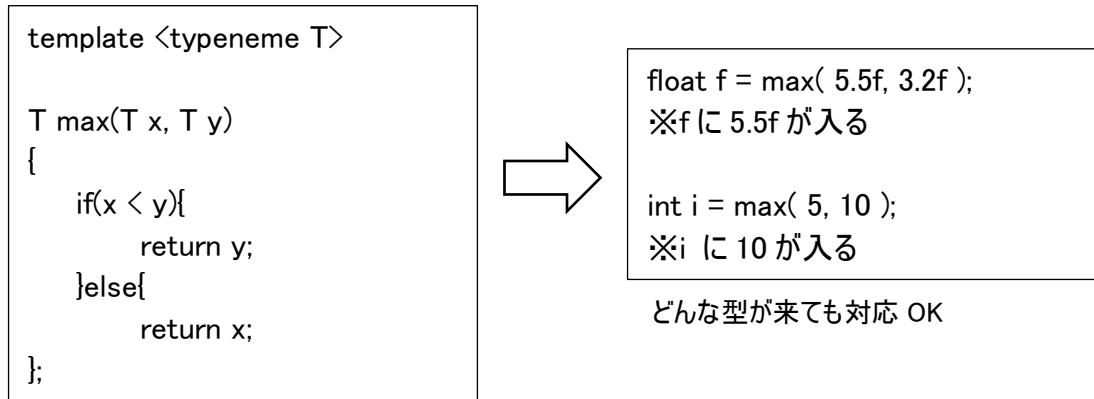 template <typeneme T>
T max(T x, T y)
{
if(x < y){
return y;
}else{
return x;
};
float f = max( 5.5f, 3.2f );
※f に 5.5f が入る
int i = max( 5, 10 );
※i に 10 が入る
どんな型が来ても対応 OK